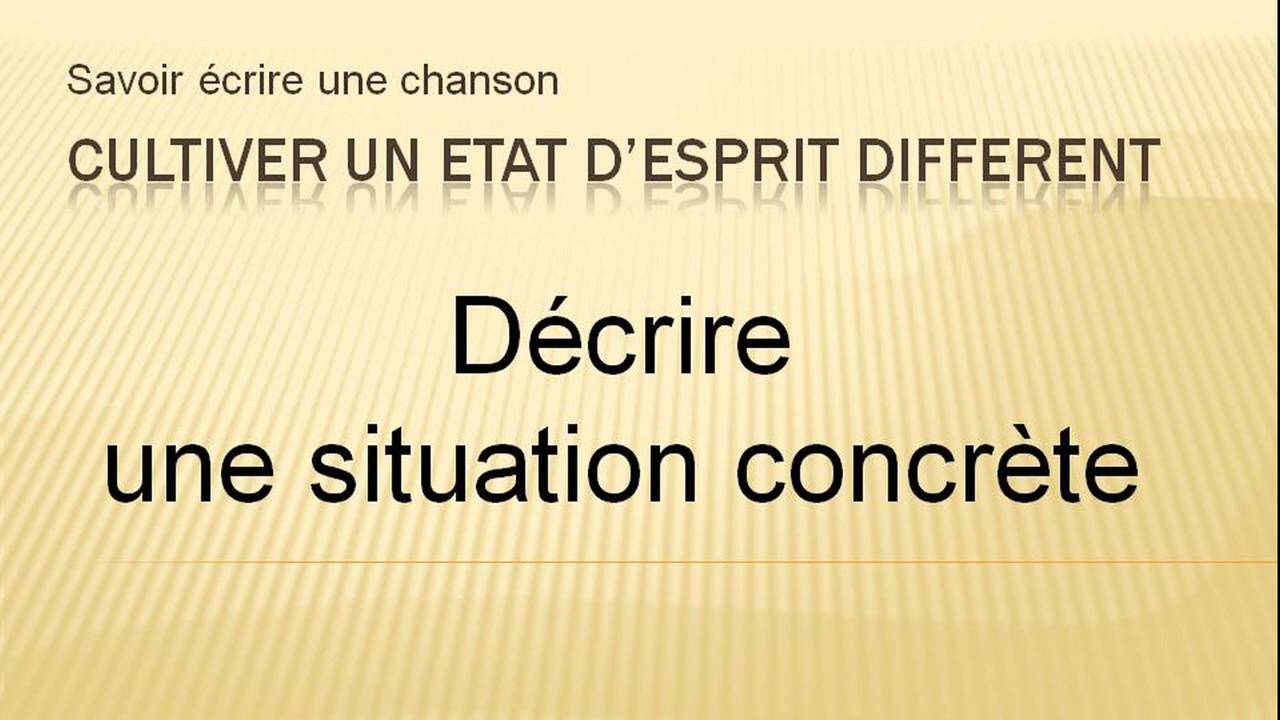 Savoir écrire une chanson
CULTIVER UN ETAT D’ESPRIT DIFFERENT
Décrire
une situation concrète